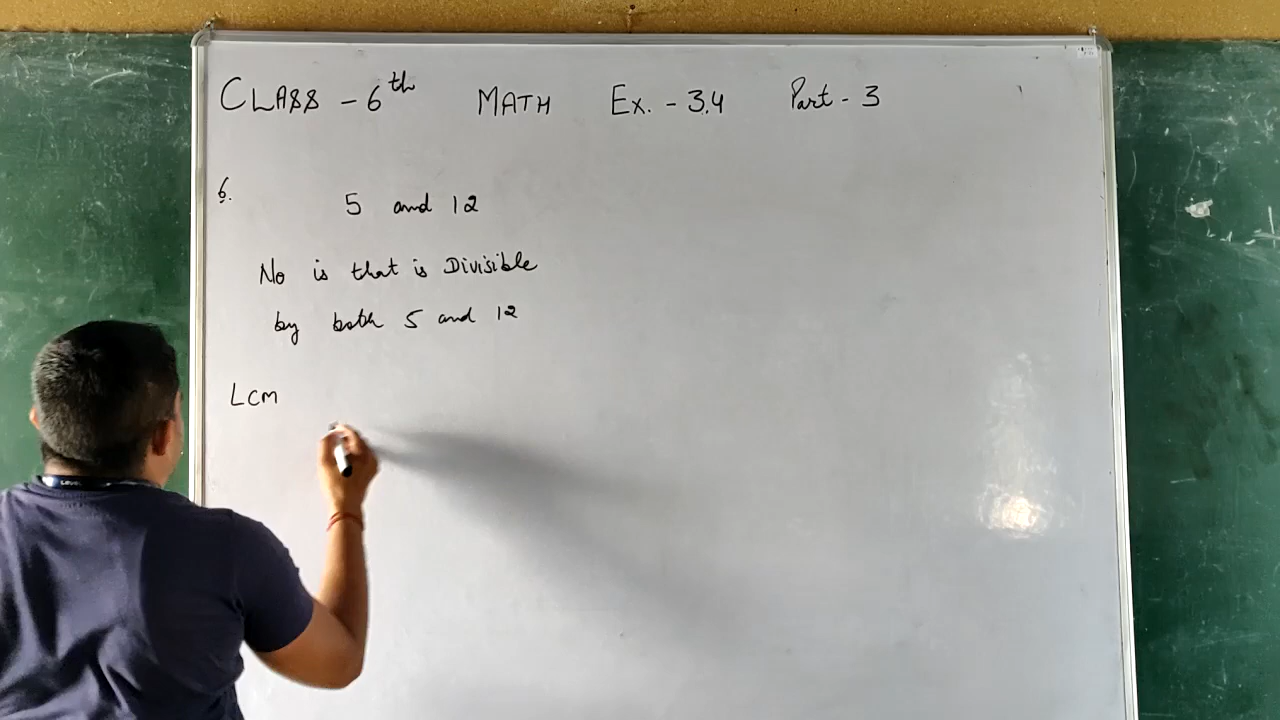 CLASS - 6th MATH Ex. - 3.4 Part - 3
6. 5 and 12
No is that is Divisible
by both 5 and 12
Lcm